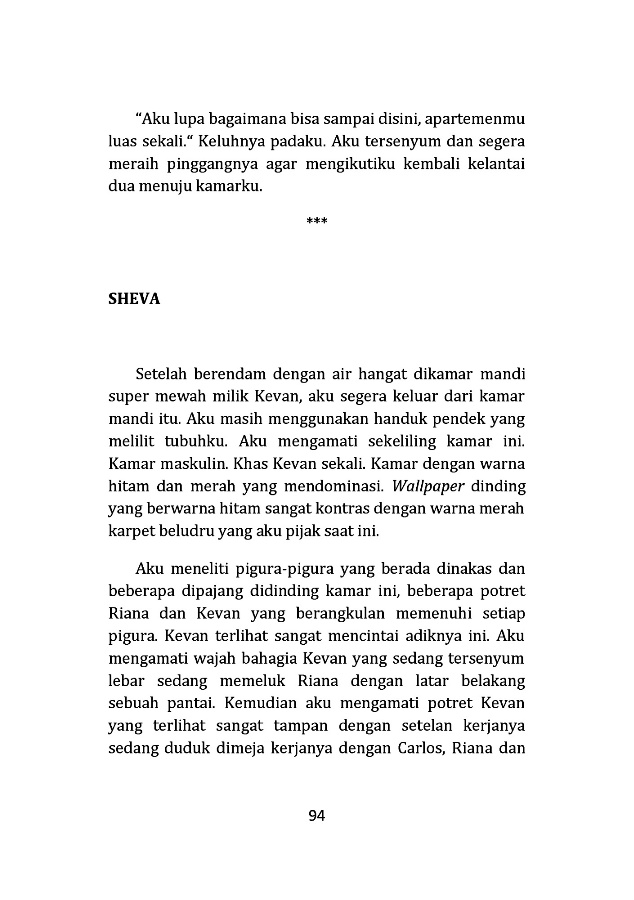 “Aku lupa bagaimana bisa sampai disini, apartemenmu
luas sekali.“ Keluhnya padaku. Aku tersenyum dan segera
meraih pinggangnya agar mengikutiku kembali kelantai
dua menuju kamarku.
***
SHEVA
Setelah berendam dengan air hangat dikamar mandi
super mewah milik Kevan, aku segera keluar dari kamar
mandi itu. Aku masih menggunakan handuk pendek yang
melilit tubuhku. Aku mengamati sekeliling kamar ini.
Kamar maskulin. Khas Kevan sekali. Kamar dengan warna
hitam dan merah yang mendominasi. Wallpaper dinding
yang berwarna hitam sangat kontras dengan warna merah
karpet beludru yang aku pijak saat ini.
Aku meneliti pigura-pigura yang berada dinakas dan
beberapa dipajang didinding kamar ini, beberapa potret
Riana dan Kevan yang berangkulan memenuhi setiap
pigura. Kevan terlihat sangat mencintai adiknya ini. Aku
mengamati wajah bahagia Kevan yang sedang tersenyum
lebar sedang memeluk Riana dengan latar belakang
sebuah pantai. Kemudian aku mengamati potret Kevan
yang terlihat sangat tampan dengan setelan kerjanya
sedang duduk dimeja kerjanya dengan Carlos, Riana dan
94